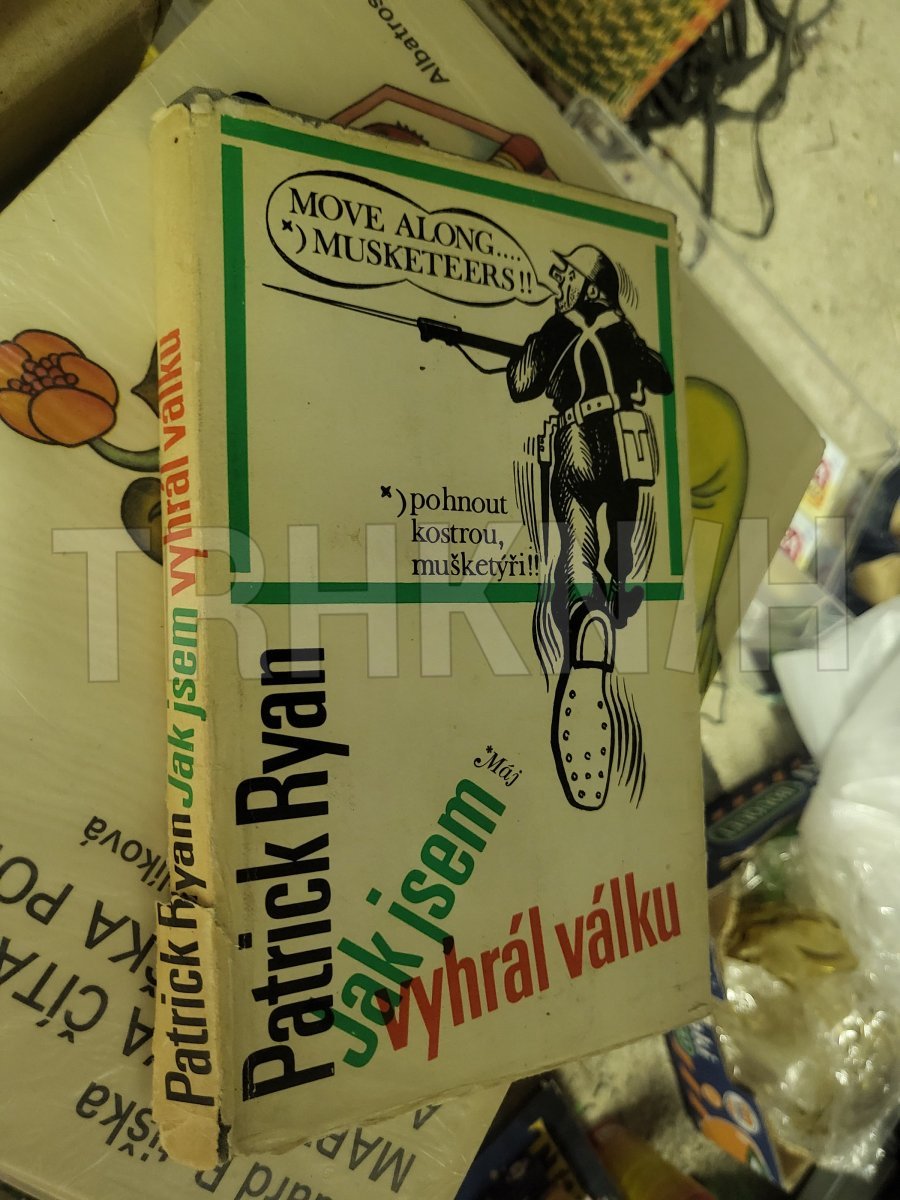 Albatros
MOVE ALONG....
*) MUSKETEERS!!
*) pohnout
kostrou,
mušketýři!!
Patrick Ryan
Jak jsem
vyhrál válku
*Máj
Patrick Ryan Jak jsem vyhrál válku
TRHKNIH